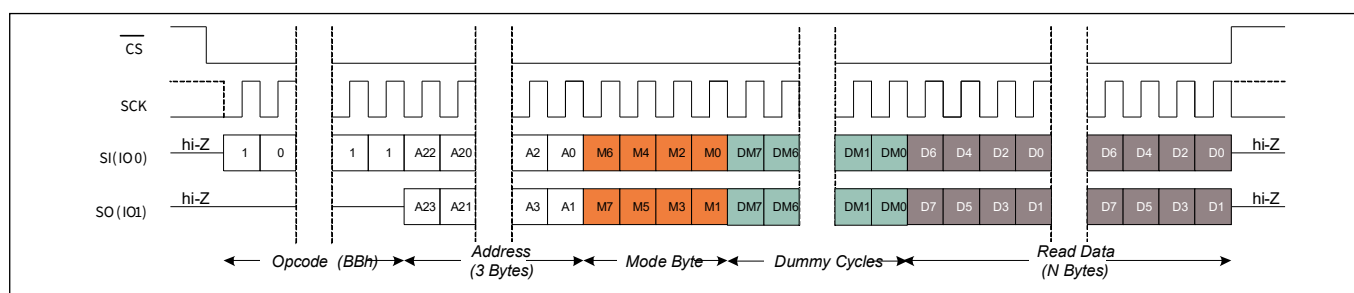 CS
SCK
SI(IO0) hi-Z 1 0 1 1 A22 A20 A2 A0 M6 M4 M2 M0 DM7 DM6 DM1 DM0 D6 D4 D2 D0 D6 D4 D2 D0 hi-Z
SO(IO1) hi-Z A23 A21 A3 A1 M7 M5 M3 M1 DM7 DM6 DM1 DM0 D7 D5 D3 D1 D7 D5 D3 D1 hi-Z
Opcode (BBh) Address Mode Byte Dummy Cycles Read Data
(3 Bytes) (N Bytes)